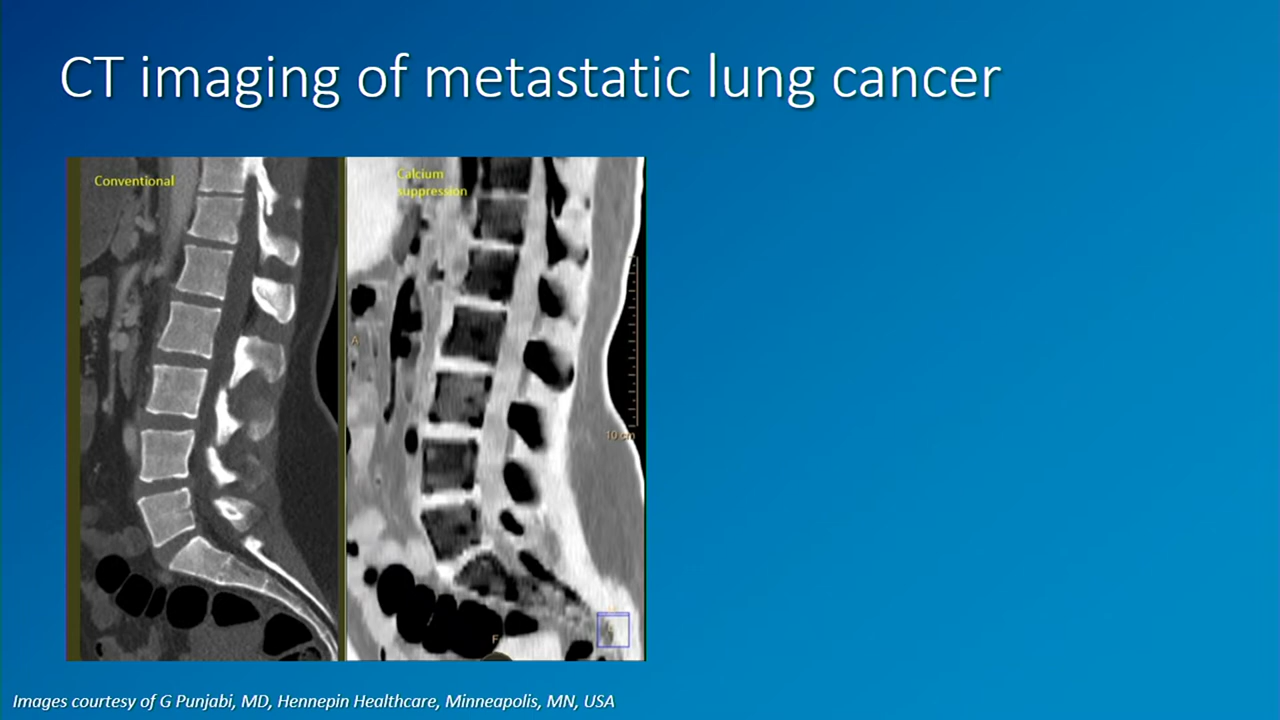 CT imaging of metastatic lung cancer
Conventional
Calcium
suppression
A
10 cm
F
Images courtesy of G Punjabi, MD, Hennepin Healthcare, Minneapolis, MN, USA